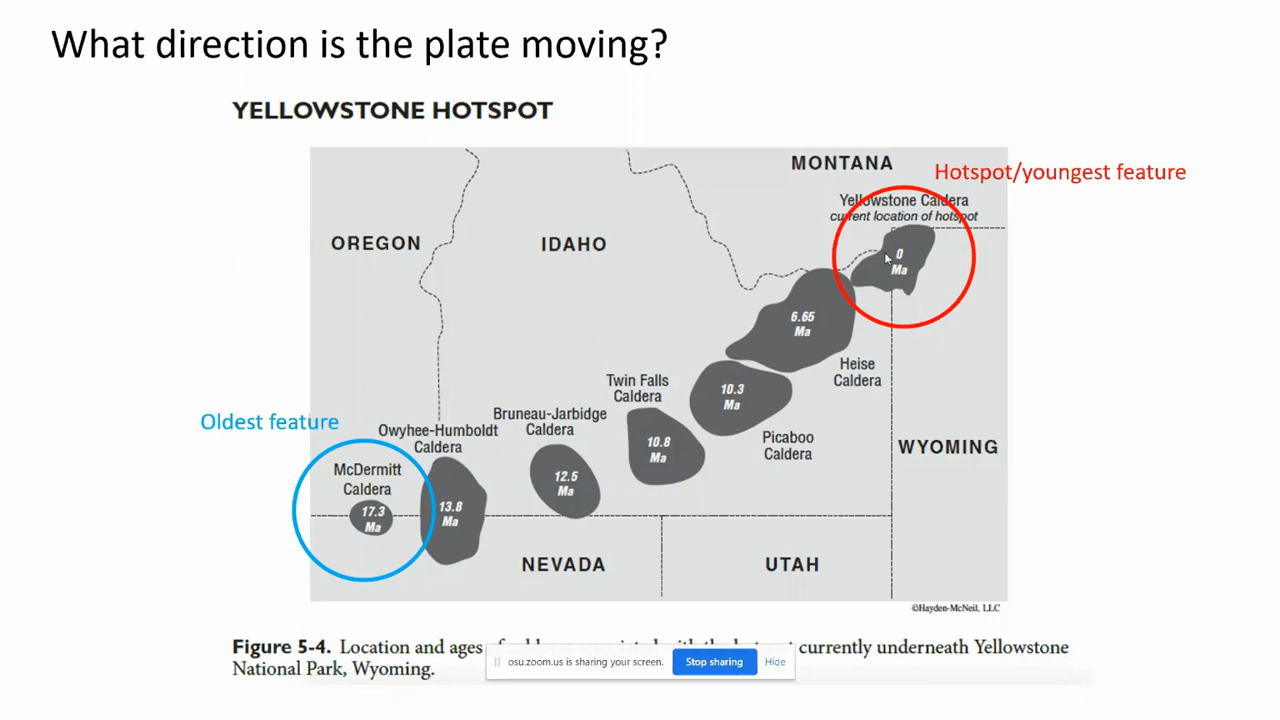 What direction is the plate moving?
YELLOWSTONE HOTSPOT
MONTANA
Hotspot/youngest feature
Yellowstone Caldera
current location of hotspot
OREGON
IDAHO
0
Ma
6.65
Ma
Heise
Caldera
Twin Falls
Caldera
10.3
Ma
Bruneau-Jarbidge
Caldera
Oldest feature
Owyhee-Humboldt
Caldera
10.8
Ma
Picaboo
Caldera
WYOMING
McDermitt
Caldera
12.5
Ma
17.3
Ma
13.8
Ma
NEVADA
UTAH
©Hayden-McNeil, LLC
Figure 5-4. Location and ages currently underneath Yellowstone
National Park, Wyoming.
osu.zoom.us is sharing your screen.
Stop sharing
Hide